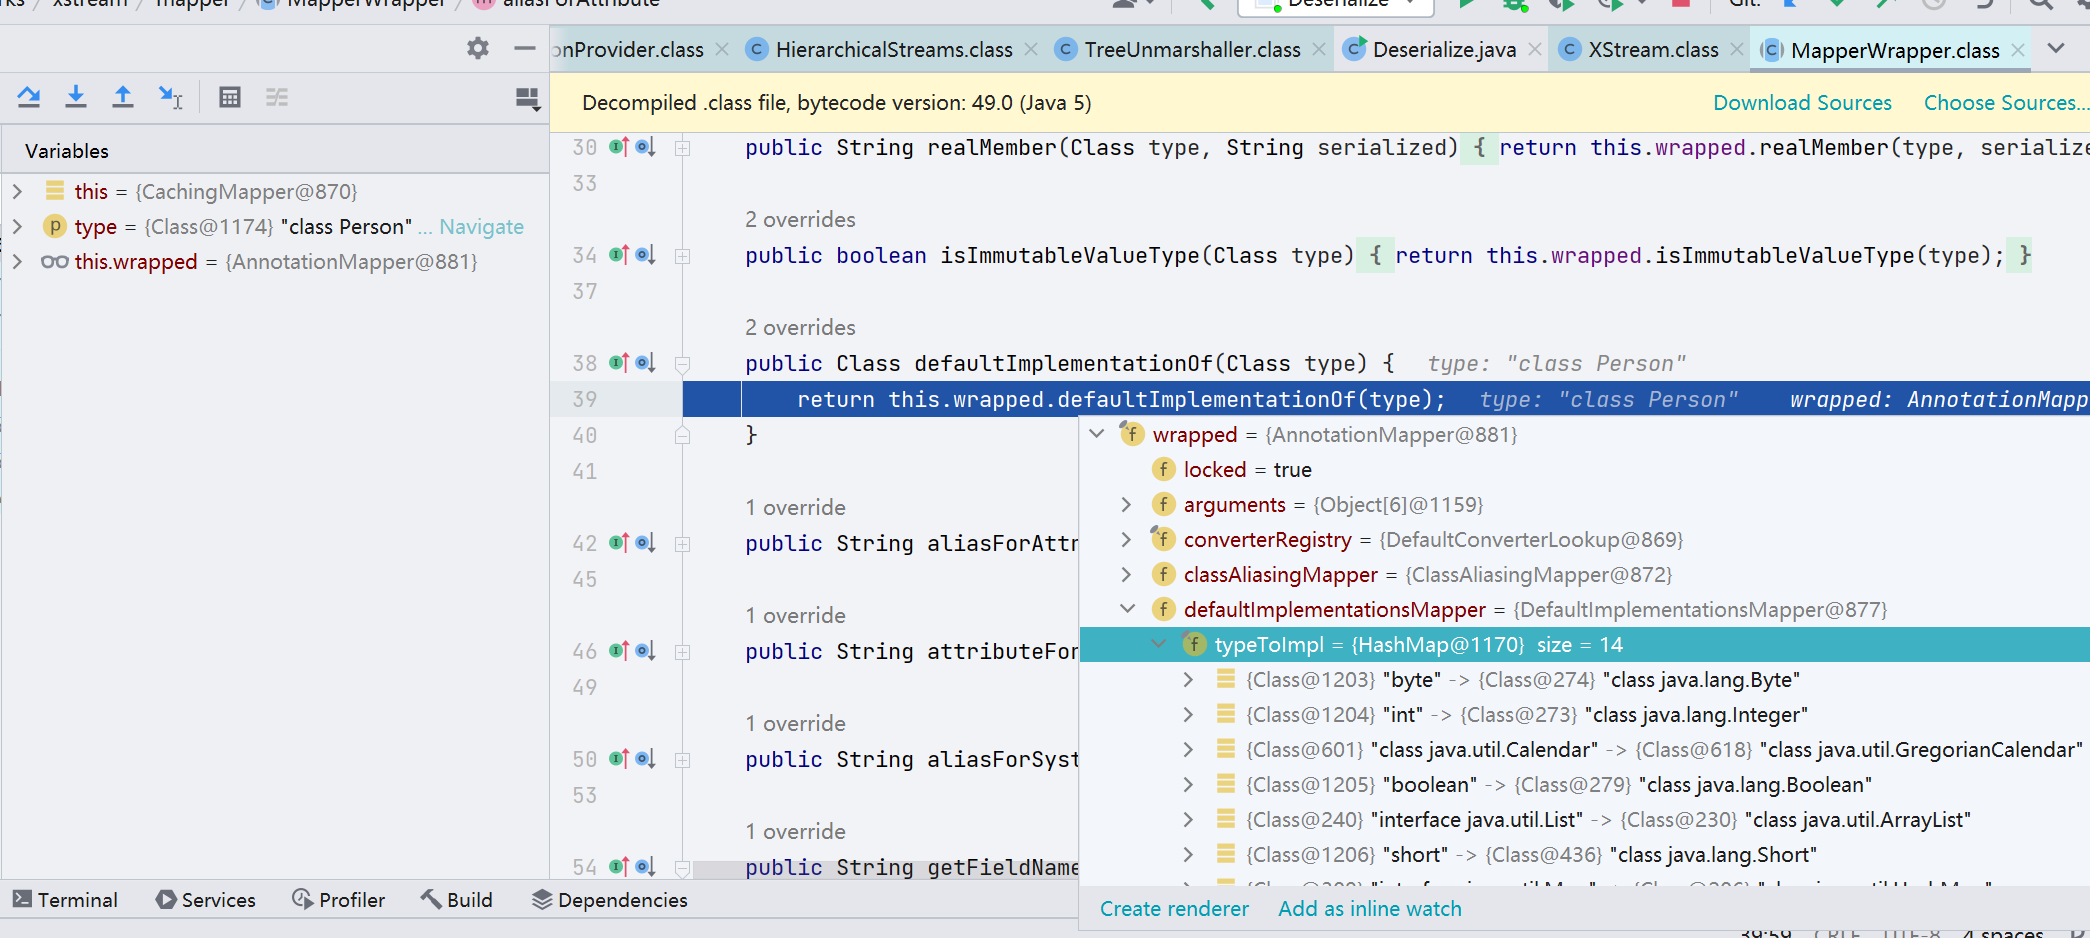 xstream / mapper / MapperWrapper / m aliasForAttribute
Deserialize
Git:
onProvider.class
HierarchicalStreams.class
TreeUnmarshaller.class
Deserialize.java
XStream.class
MapperWrapper.class
Decompiled .class file, bytecode version: 49.0 (Java 5)
Download Sources
Choose Sources...
Variables
this = {CachingMapper@870}
type = {Class@1174} "class Person" ... Navigate
this.wrapped = {AnnotationMapper@881}
30 public String realMember(Class type, String serialized) { return this.wrapped.realMember(type, serialize
33
2 overrides
34 public boolean isImmutableValueType(Class type) { return this.wrapped.isImmutableValueType(type); }
37
2 overrides
38 public Class defaultImplementationOf(Class type) { type: "class Person"
39 return this.wrapped.defaultImplementationOf(type); type: "class Person" wrapped: AnnotationMapp
40 }
41
1 override
42 public String aliasForAttr
45
1 override
46 public String attributeFor
49
1 override
50 public String aliasForSyst
53
1 override
54 public String getFieldName
wrapped = {AnnotationMapper@881}
locked = true
arguments = {Object[6]@1159}
converterRegistry = {DefaultConverterLookup@869}
classAliasingMapper = {ClassAliasingMapper@872}
defaultImplementationsMapper = {DefaultImplementationsMapper@877}
typeToImpl = {HashMap@1170} size = 14
{Class@1203} "byte" -> {Class@274} "class java.lang.Byte"
{Class@1204} "int" -> {Class@273} "class java.lang.Integer"
{Class@601} "class java.util.Calendar" -> {Class@618} "class java.util.GregorianCalendar"
{Class@1205} "boolean" -> {Class@279} "class java.lang.Boolean"
{Class@240} "interface java.util.List" -> {Class@230} "class java.util.ArrayList"
{Class@1206} "short" -> {Class@436} "class java.lang.Short"
Create renderer
Add as inline watch
Terminal
Services
Profiler
Build
Dependencies
39:59 CRLF UTF-8 4 spaces